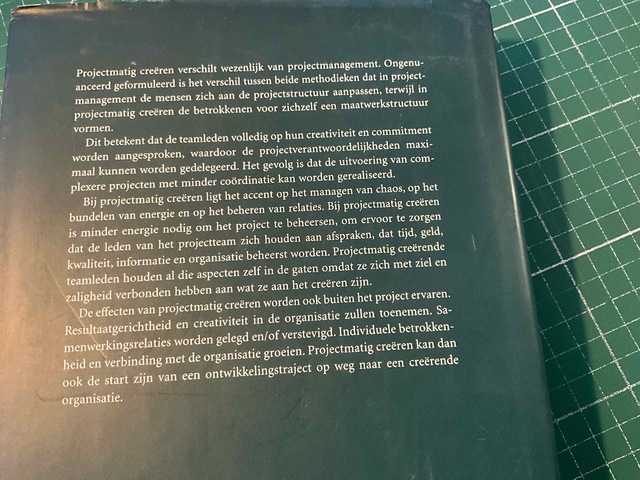 Projectmatig creëren verschilt wezenlijk van projectmanagement. Ongenu-
anceerd geformuleerd is het verschil tussen beide methodieken dat in project-
management de mensen zich aan de projectstructuur aanpassen, terwijl in
projectmatig creëren de betrokkenen voor zichzelf een maatwerkstructuur
vormen.
Dit betekent dat de teamleden volledig op hun creativiteit en commitment
worden aangesproken, waardoor de projectverantwoordelijkheden maxi-
maal kunnen worden gedelegeerd. Het gevolg is dat de uitvoering van com-
plexere projecten met minder coördinatie kan worden gerealiseerd.
Bij projectmatig creëren ligt het accent op het managen van chaos, op het
bundelen van energie en op het beheren van relaties. Bij projectmatig creëren
is minder energie nodig om het project te beheersen, om ervoor te zorgen
dat de leden van het projectteam zich houden aan afspraken, dat tijd, geld,
kwaliteit, informatie en organisatie beheerst worden. Projectmatig creërende
teamleden houden al die aspecten zelf in de gaten omdat ze zich met ziel en
zaligheid verbonden hebben aan wat ze aan het creëren zijn.
De effecten van projectmatig creëren worden ook buiten het project ervaren.
Resultaatgerichtheid en creativiteit in de organisatie zullen toenemen. Sa-
menwerkingsrelaties worden gelegd en/of verstevigd. Individuele betrokken-
heid en verbinding met de organisatie groeien. Projectmatig creëren kan dan
ook de start zijn van een ontwikkelingstraject op weg naar een creërende
organisatie.